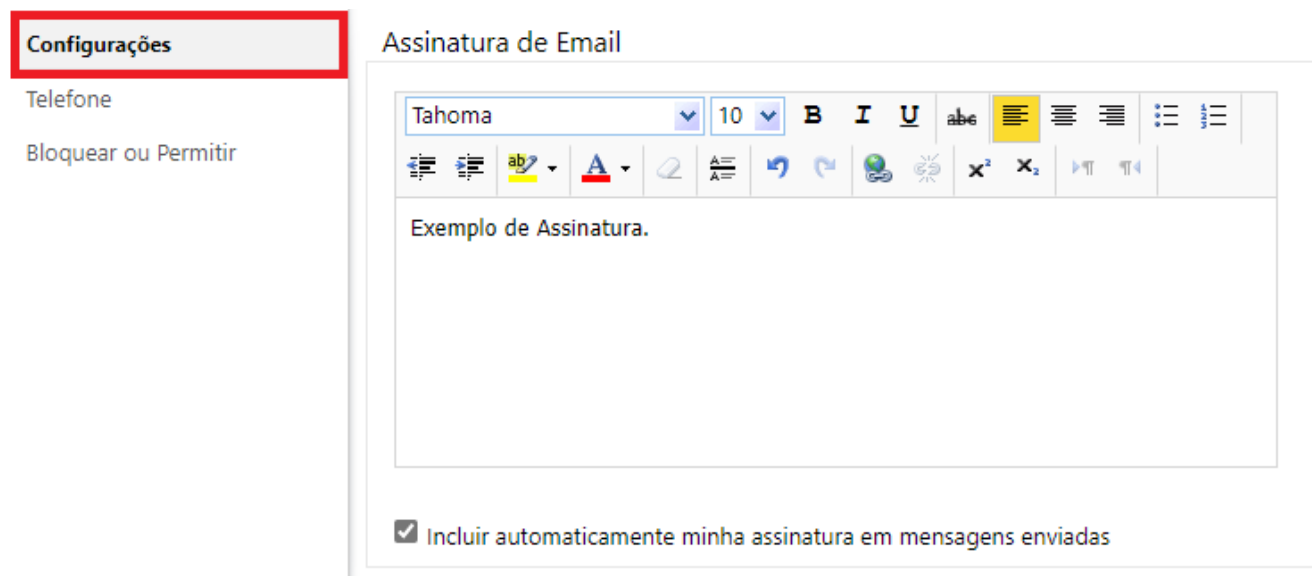 Configurações
Telefone
Bloquear ou Permitir
Assinatura de Email
Tahoma 10 B I U abc
ab A
Exemplo de Assinatura.
Incluir automaticamente minha assinatura em mensagens enviadas